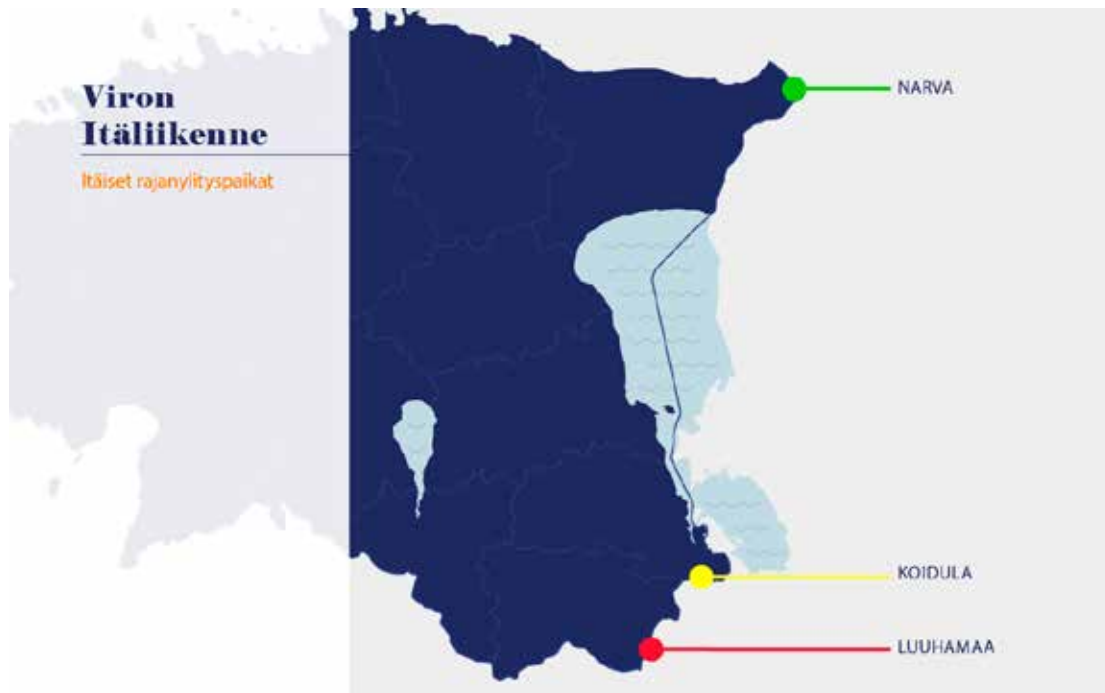 Viron
Itäliikenne
Itäiset rajanylityspaikat
NARVA
KOIDULA
LUUHAMAA